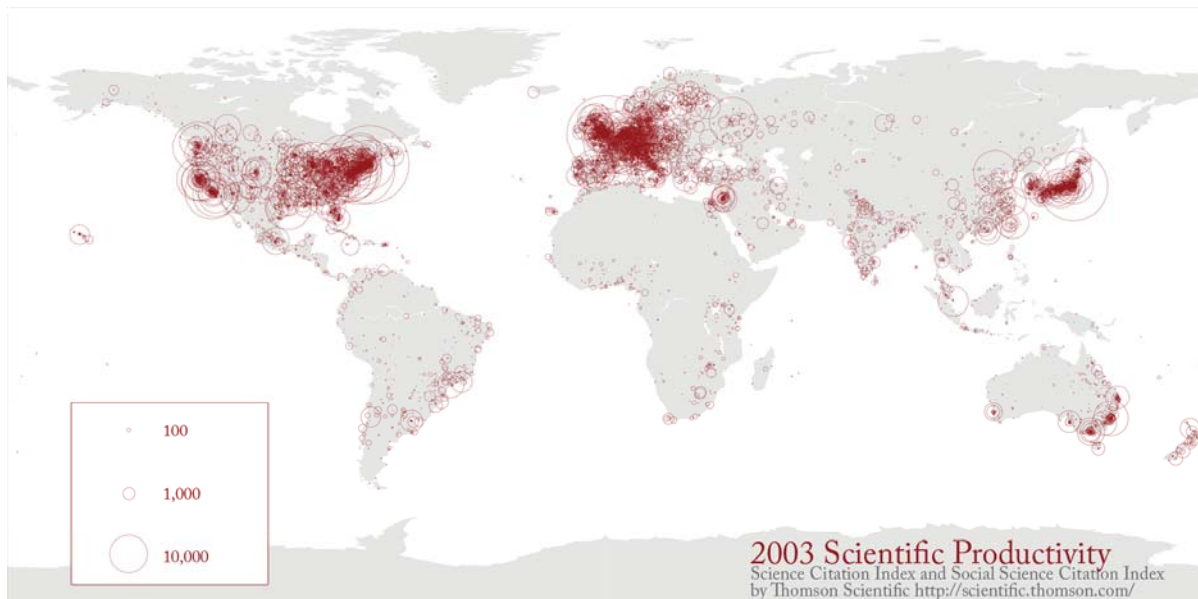 100
1,000
10,000
2003 Scientific Productivity
Science Citation Index and Social Science Citation Index
by Thomson Scientific http://scientific.thomson.com/